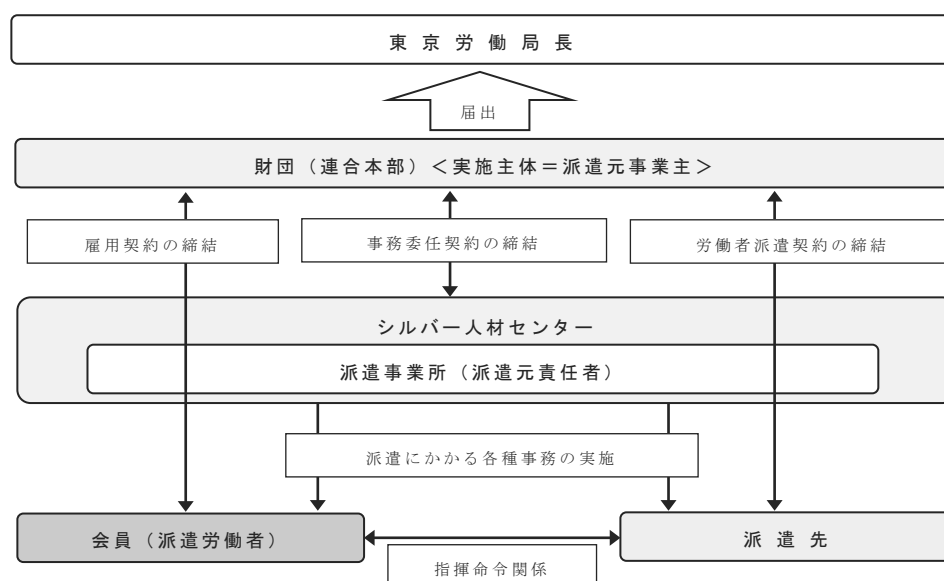 東京労働局長
届出
財団（連合本部）＜実施主体＝派遣元事業主＞
雇用契約の締結
事務委任契約の締結
労働者派遣契約の締結
シルバー人材センター
派遣事業所（派遣元責任者）
派遣にかかる各種事務の実施
会員（派遣労働者）
派遣先
指揮命令関係